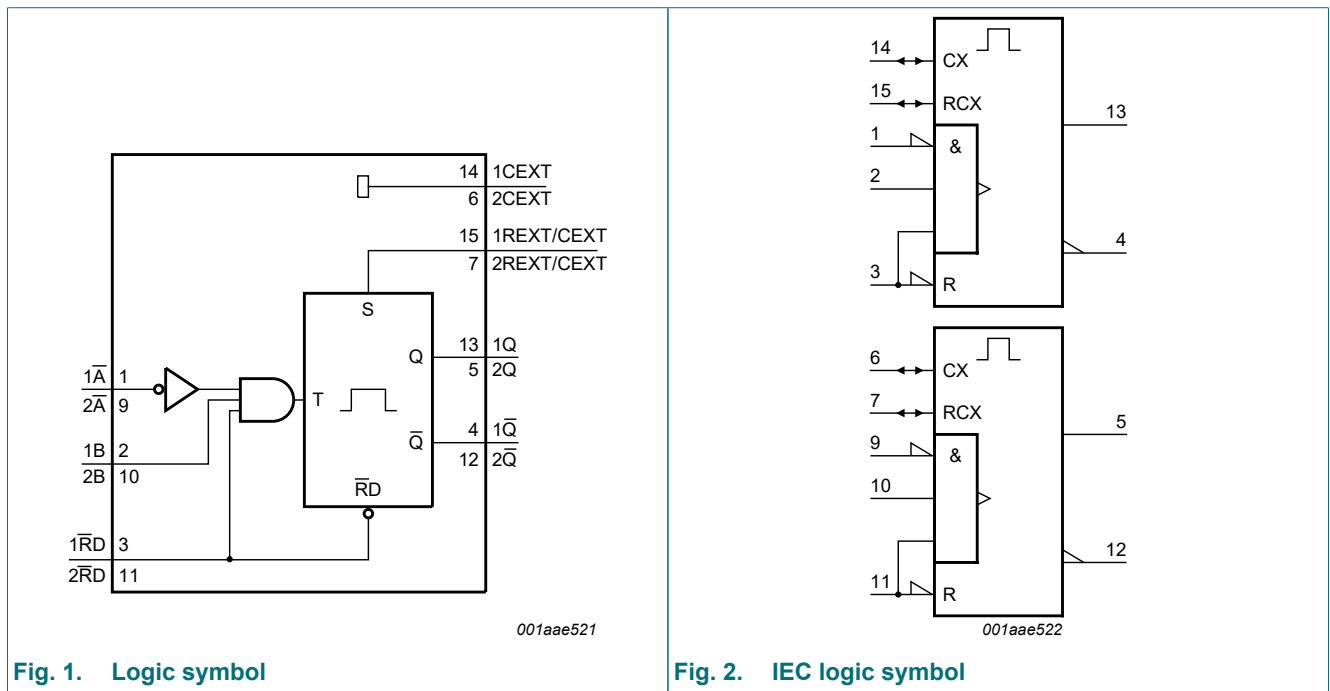 14 1CEXT
6 2CEXT
15 1REXT/CEXT
7 2REXT/CEXT
S
Q
13 1Q
5 2Q
1A̅ 1
2A̅ 9
T
1B 2
2B 10
Q̅
4 1Q̅
12 2Q̅
R̅D̅
1R̅D̅ 3
2R̅D̅ 11
001aae521
Fig. 1. Logic symbol
14 CX
15 RCX
1 &
2
3 R
13
4
6 CX
7 RCX
9 &
10
11 R
5
12
001aae522
Fig. 2. IEC logic symbol